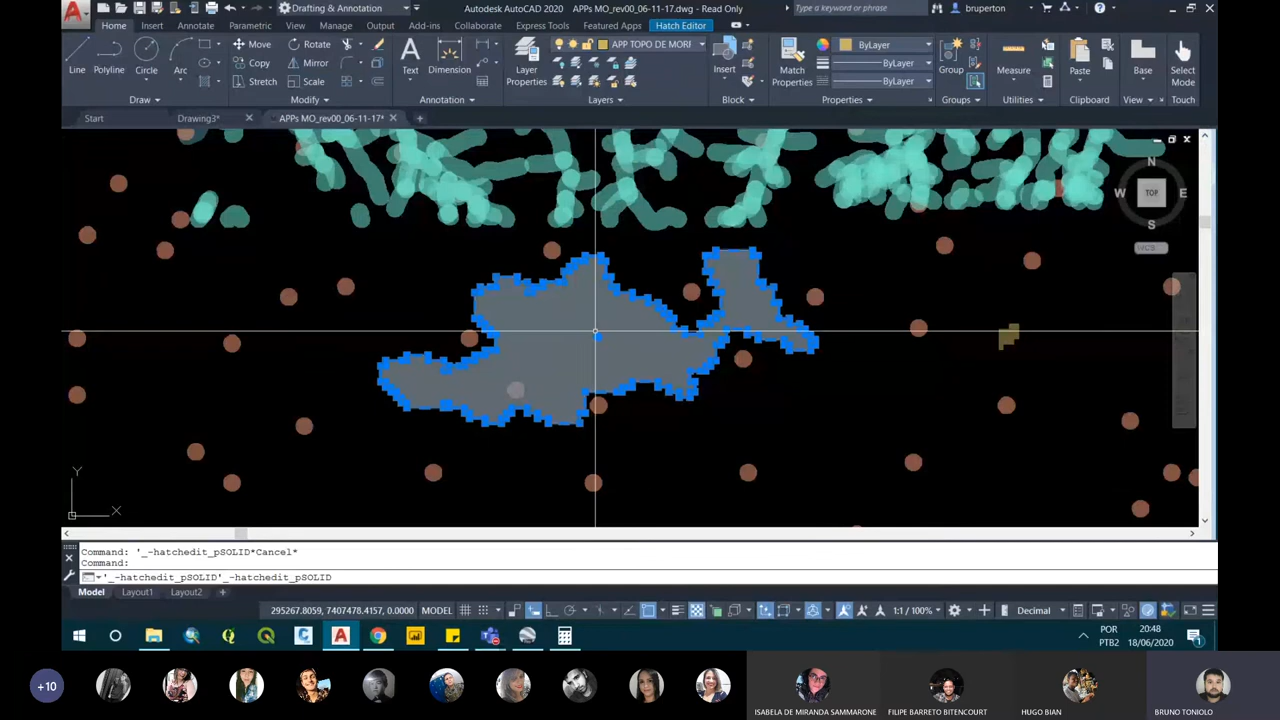 Drafting & Annotation
Autodesk AutoCAD 2020 APPs MO_rev00_06-11-17.dwg - Read Only
Type a keyword or phrase
bruperton
Home Insert Annotate Parametric View Manage Output Add-ins Collaborate Express Tools Featured Apps Hatch Editor
Line Polyline Circle Arc
Move Rotate
Copy Mirror
Stretch Scale
Text Dimension
Layer Properties
APP TOPO DE MORI
Insert
Match Properties
ByLayer
ByLayer
ByLayer
Group
Measure
Paste
Base
Select Mode
Draw Modify Annotation Layers Block Properties Groups Utilities Clipboard View Touch
Start Drawing3* APPs MO_rev00_06-11-17*
N
W TOP E
S
WCS
Y
X
Command: '_-hatchedit_pSOLID*Cancel*
Command:
'_-hatchedit_pSOLID'_-hatchedit_pSOLID
Model Layout1 Layout2
295267.8059, 7407478.4157, 0.0000 MODEL 1:1 / 100% Decimal
POR
PTB2
20:48
18/06/2020
+10
ISABELA DE MIRANDA SAMMARONE
FILIPE BARRETO BITENCOURT
HUGO BIAN
BRUNO TONIOLO